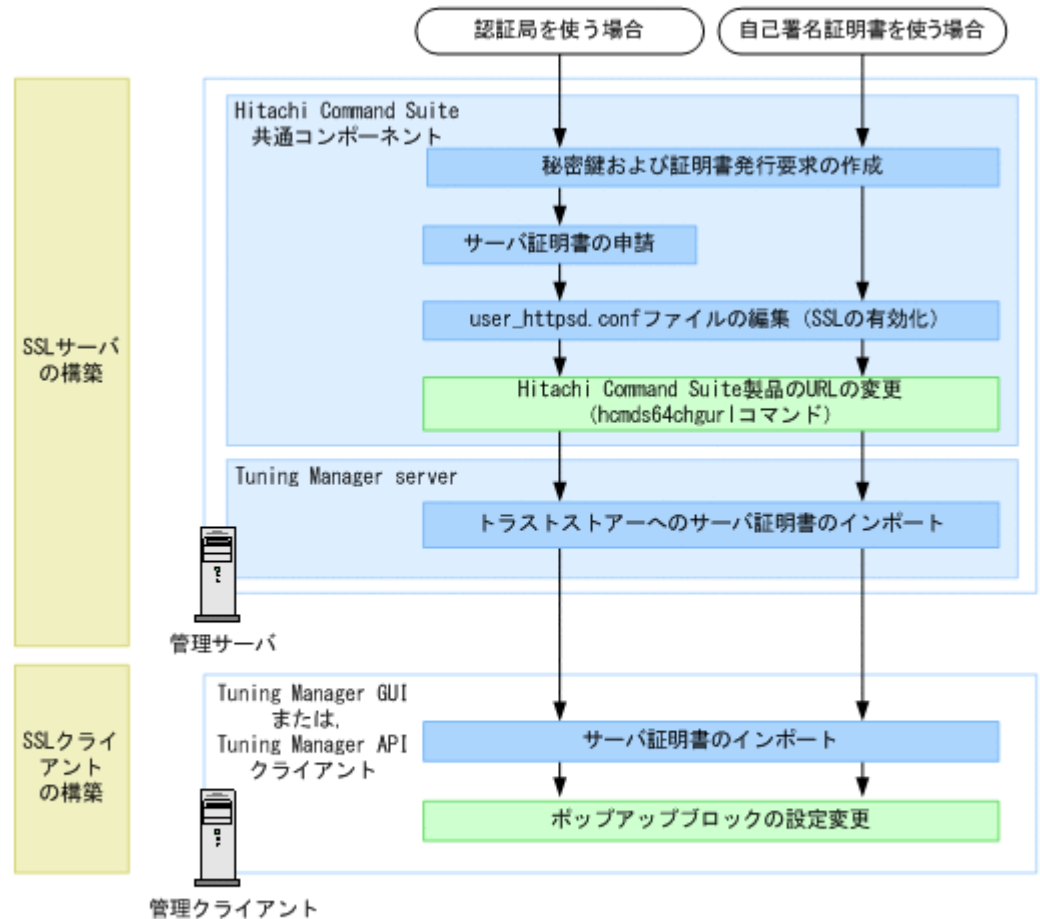 認証局を使う場合
自己署名証明書を使う場合
SSLサーバ
の構築
Hitachi Command Suite
共通コンポーネント
秘密鍵および証明書発行要求の作成
サーバ証明書の申請
user_httpsd.confファイルの編集（SSLの有効化）
Hitachi Command Suite製品のURLの変更
（hcmds64chgurlコマンド）
Tuning Manager server
トラストストアーへのサーバ証明書のインポート
管理サーバ
SSLクライ
アント
の構築
Tuning Manager GUI
または，
Tuning Manager API
クライアント
サーバ証明書のインポート
ポップアップブロックの設定変更
管理クライアント